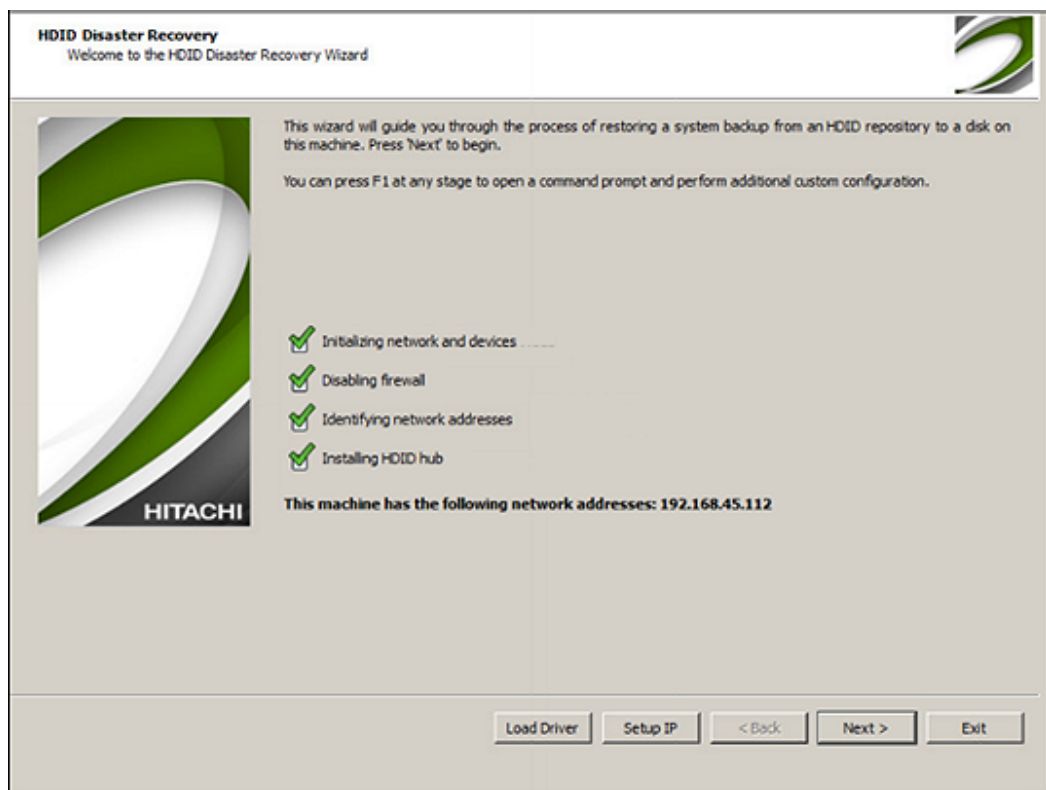 HDID Disaster Recovery
Welcome to the HDID Disaster Recovery Wizard
This wizard will guide you through the process of restoring a system backup from an HDID repository to a disk on
this machine. Press 'Next' to begin.
You can press F1 at any stage to open a command prompt and perform additional custom configuration.
Initializing network and devices
Disabling firewall
Identifying network addresses
Installing HDID hub
This machine has the following network addresses: 192.168.45.112
HITACHI
Load Driver
Setup IP
< Back
Next >
Exit